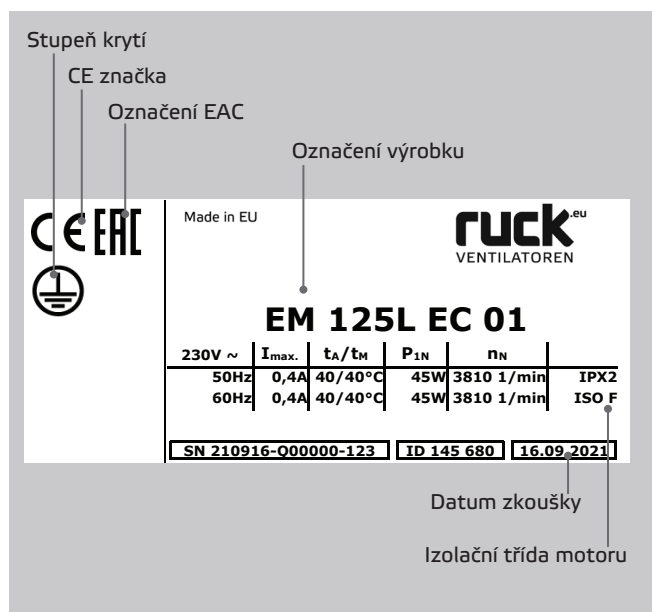 Stupeň krytí
CE značka
Označení EAC
Označení výrobku
CE EAC
Made in EU
ruck.eu
VENTILATOREN
EM 125L EC 01
230V ~ Imax. tA/tM P1N nN
50Hz 0,4A 40/40°C 45W 3810 1/min IPX2
60Hz 0,4A 40/40°C 45W 3810 1/min ISO F
SN 210916-Q00000-123 ID 145 680 16.09.2021
Datum zkoušky
Izolační třída motoru